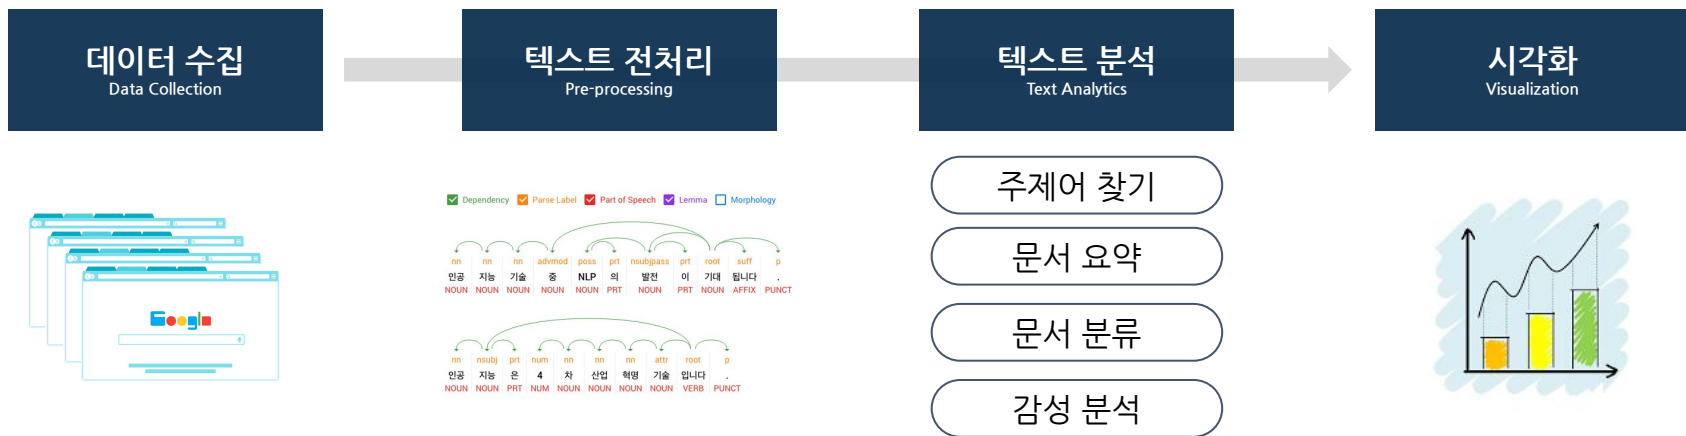 데이터 수집
Data Collection
텍스트 전처리
Pre-processing
텍스트 분석
Text Analytics
시각화
Visualization
Google
Dependency Parse Label Part of Speech Lemma Morphology
nn nn nn advmod poss prt nsubjpass prt root suff p
인공 지능 기술 중 NLP 의 발전 이 기대 됩니다 .
NOUN NOUN NOUN NOUN NOUN PRT NOUN PRT NOUN AFFIX PUNCT
nn nsubj prt num nn nn nn attr root p
인공 지능 은 4 차 산업 혁명 기술 입니다 .
NOUN NOUN PRT NUM NOUN NOUN NOUN NOUN VERB PUNCT
주제어 찾기
문서 요약
문서 분류
감성 분석